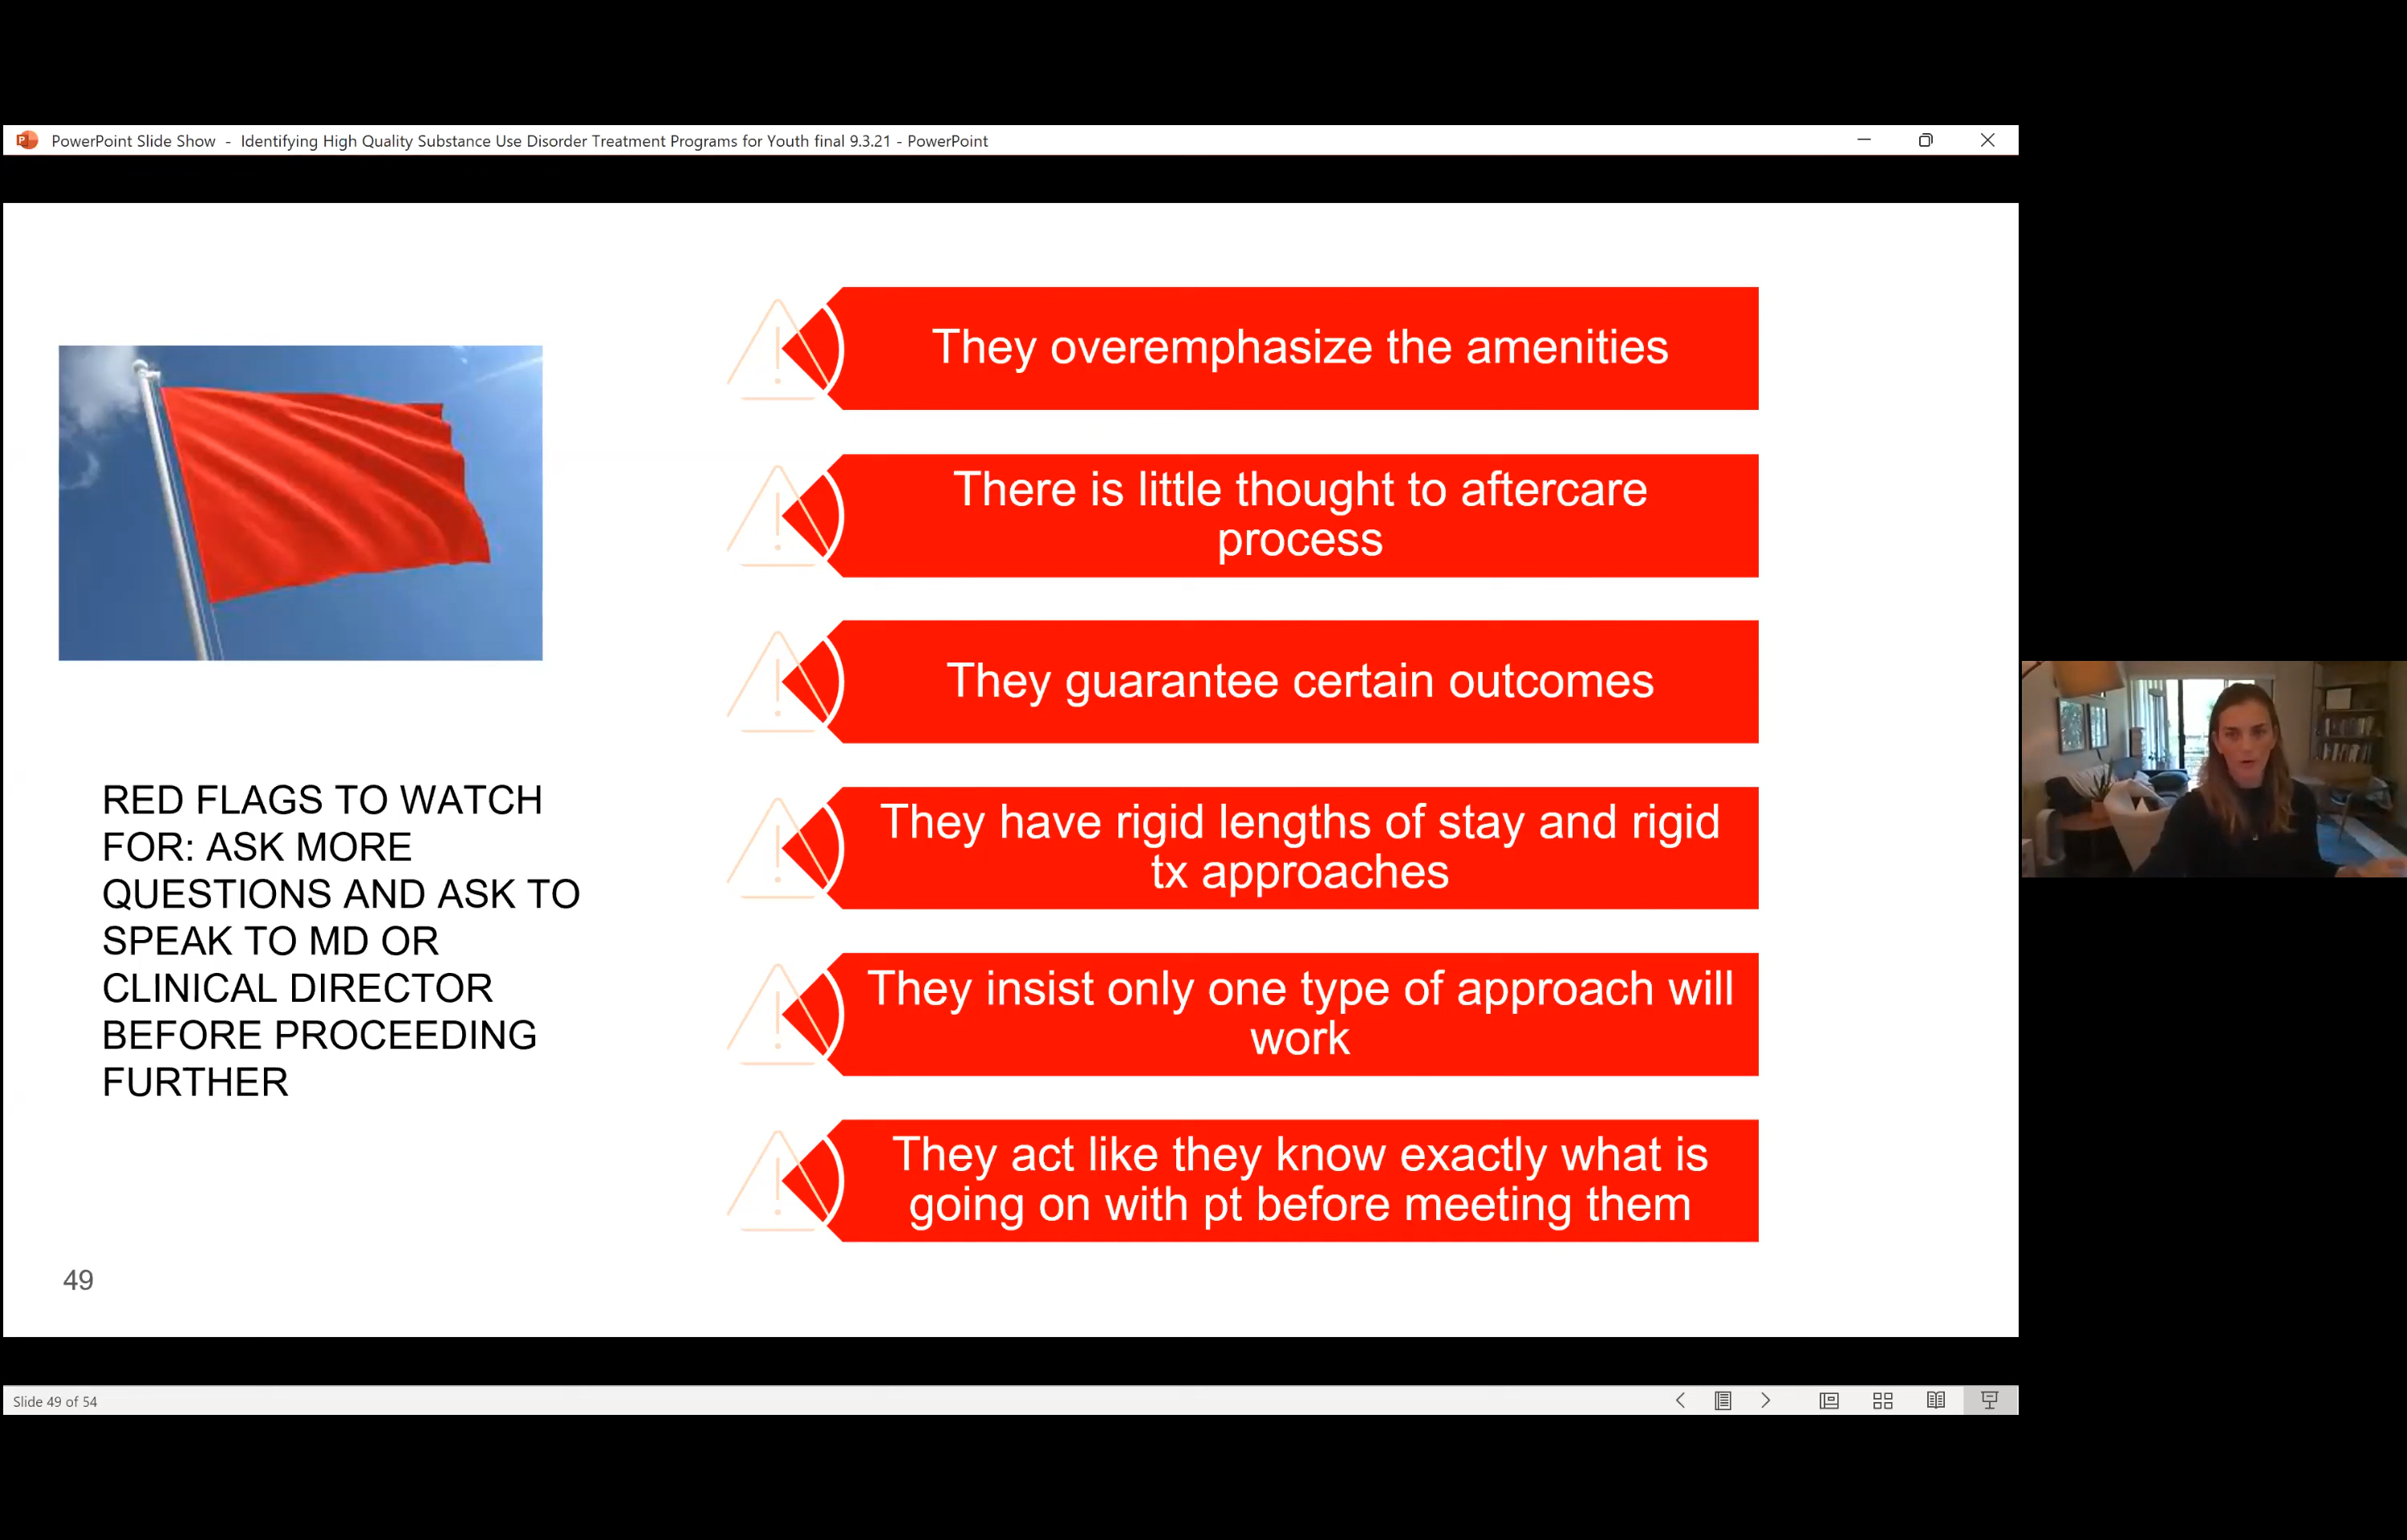 PowerPoint Slide Show - Identifying High Quality Substance Use Disorder Treatment Programs for Youth final 9.3.21 - PowerPoint
RED FLAGS TO WATCH
FOR: ASK MORE
QUESTIONS AND ASK TO
SPEAK TO MD OR
CLINICAL DIRECTOR
BEFORE PROCEEDING
FURTHER
They overemphasize the amenities
There is little thought to aftercare
process
They guarantee certain outcomes
They have rigid lengths of stay and rigid
tx approaches
They insist only one type of approach will
work
They act like they know exactly what is
going on with pt before meeting them
49
Slide 49 of 54